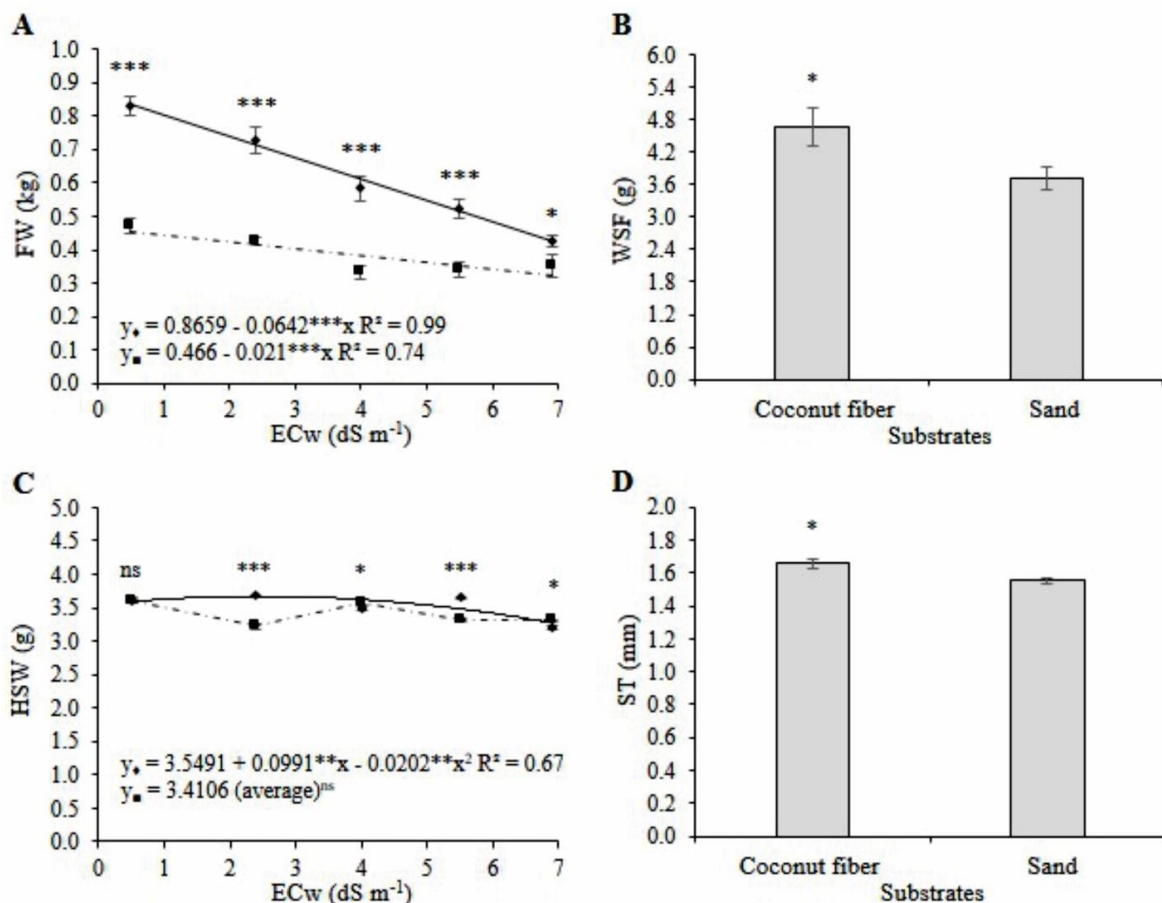 A
1.0
0.9
0.8
0.7
0.6
0.5
0.4
0.3
0.2
0.1
0.0
FW (kg)
***
***
***
***
*
y♦ = 0.8659 - 0.0642***x R² = 0.99
y■ = 0.466 - 0.021***x R² = 0.74
0 1 2 3 4 5 6 7
ECw (dS m⁻¹)
B
6.0
5.4
4.8
4.2
3.6
3.0
2.4
1.8
1.2
0.6
0.0
WSF (g)
*
Coconut fiber Sand
Substrates
C
5.0
4.5
4.0
3.5
3.0
2.5
2.0
1.5
1.0
0.5
0.0
HSW (g)
ns *** * *** *
y♦ = 3.5491 + 0.0991**x - 0.0202**x² R² = 0.67
y■ = 3.4106 (average)ⁿˢ
0 1 2 3 4 5 6 7
ECw (dS m⁻¹)
D
2.0
1.8
1.6
1.4
1.2
1.0
0.8
0.6
0.4
0.2
0.0
ST (mm)
*
Coconut fiber Sand
Substrates